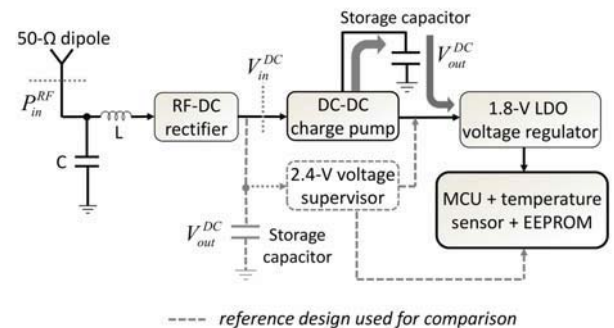 Storage capacitor
50-Ω dipole
V_in^DC
V_out^DC
P_in^RF
RF-DC
rectifier
DC-DC
charge pump
1.8-V LDO
voltage regulator
L
C
2.4-V voltage
supervisor
MCU + temperature
sensor + EEPROM
V_out^DC
Storage
capacitor
reference design used for comparison